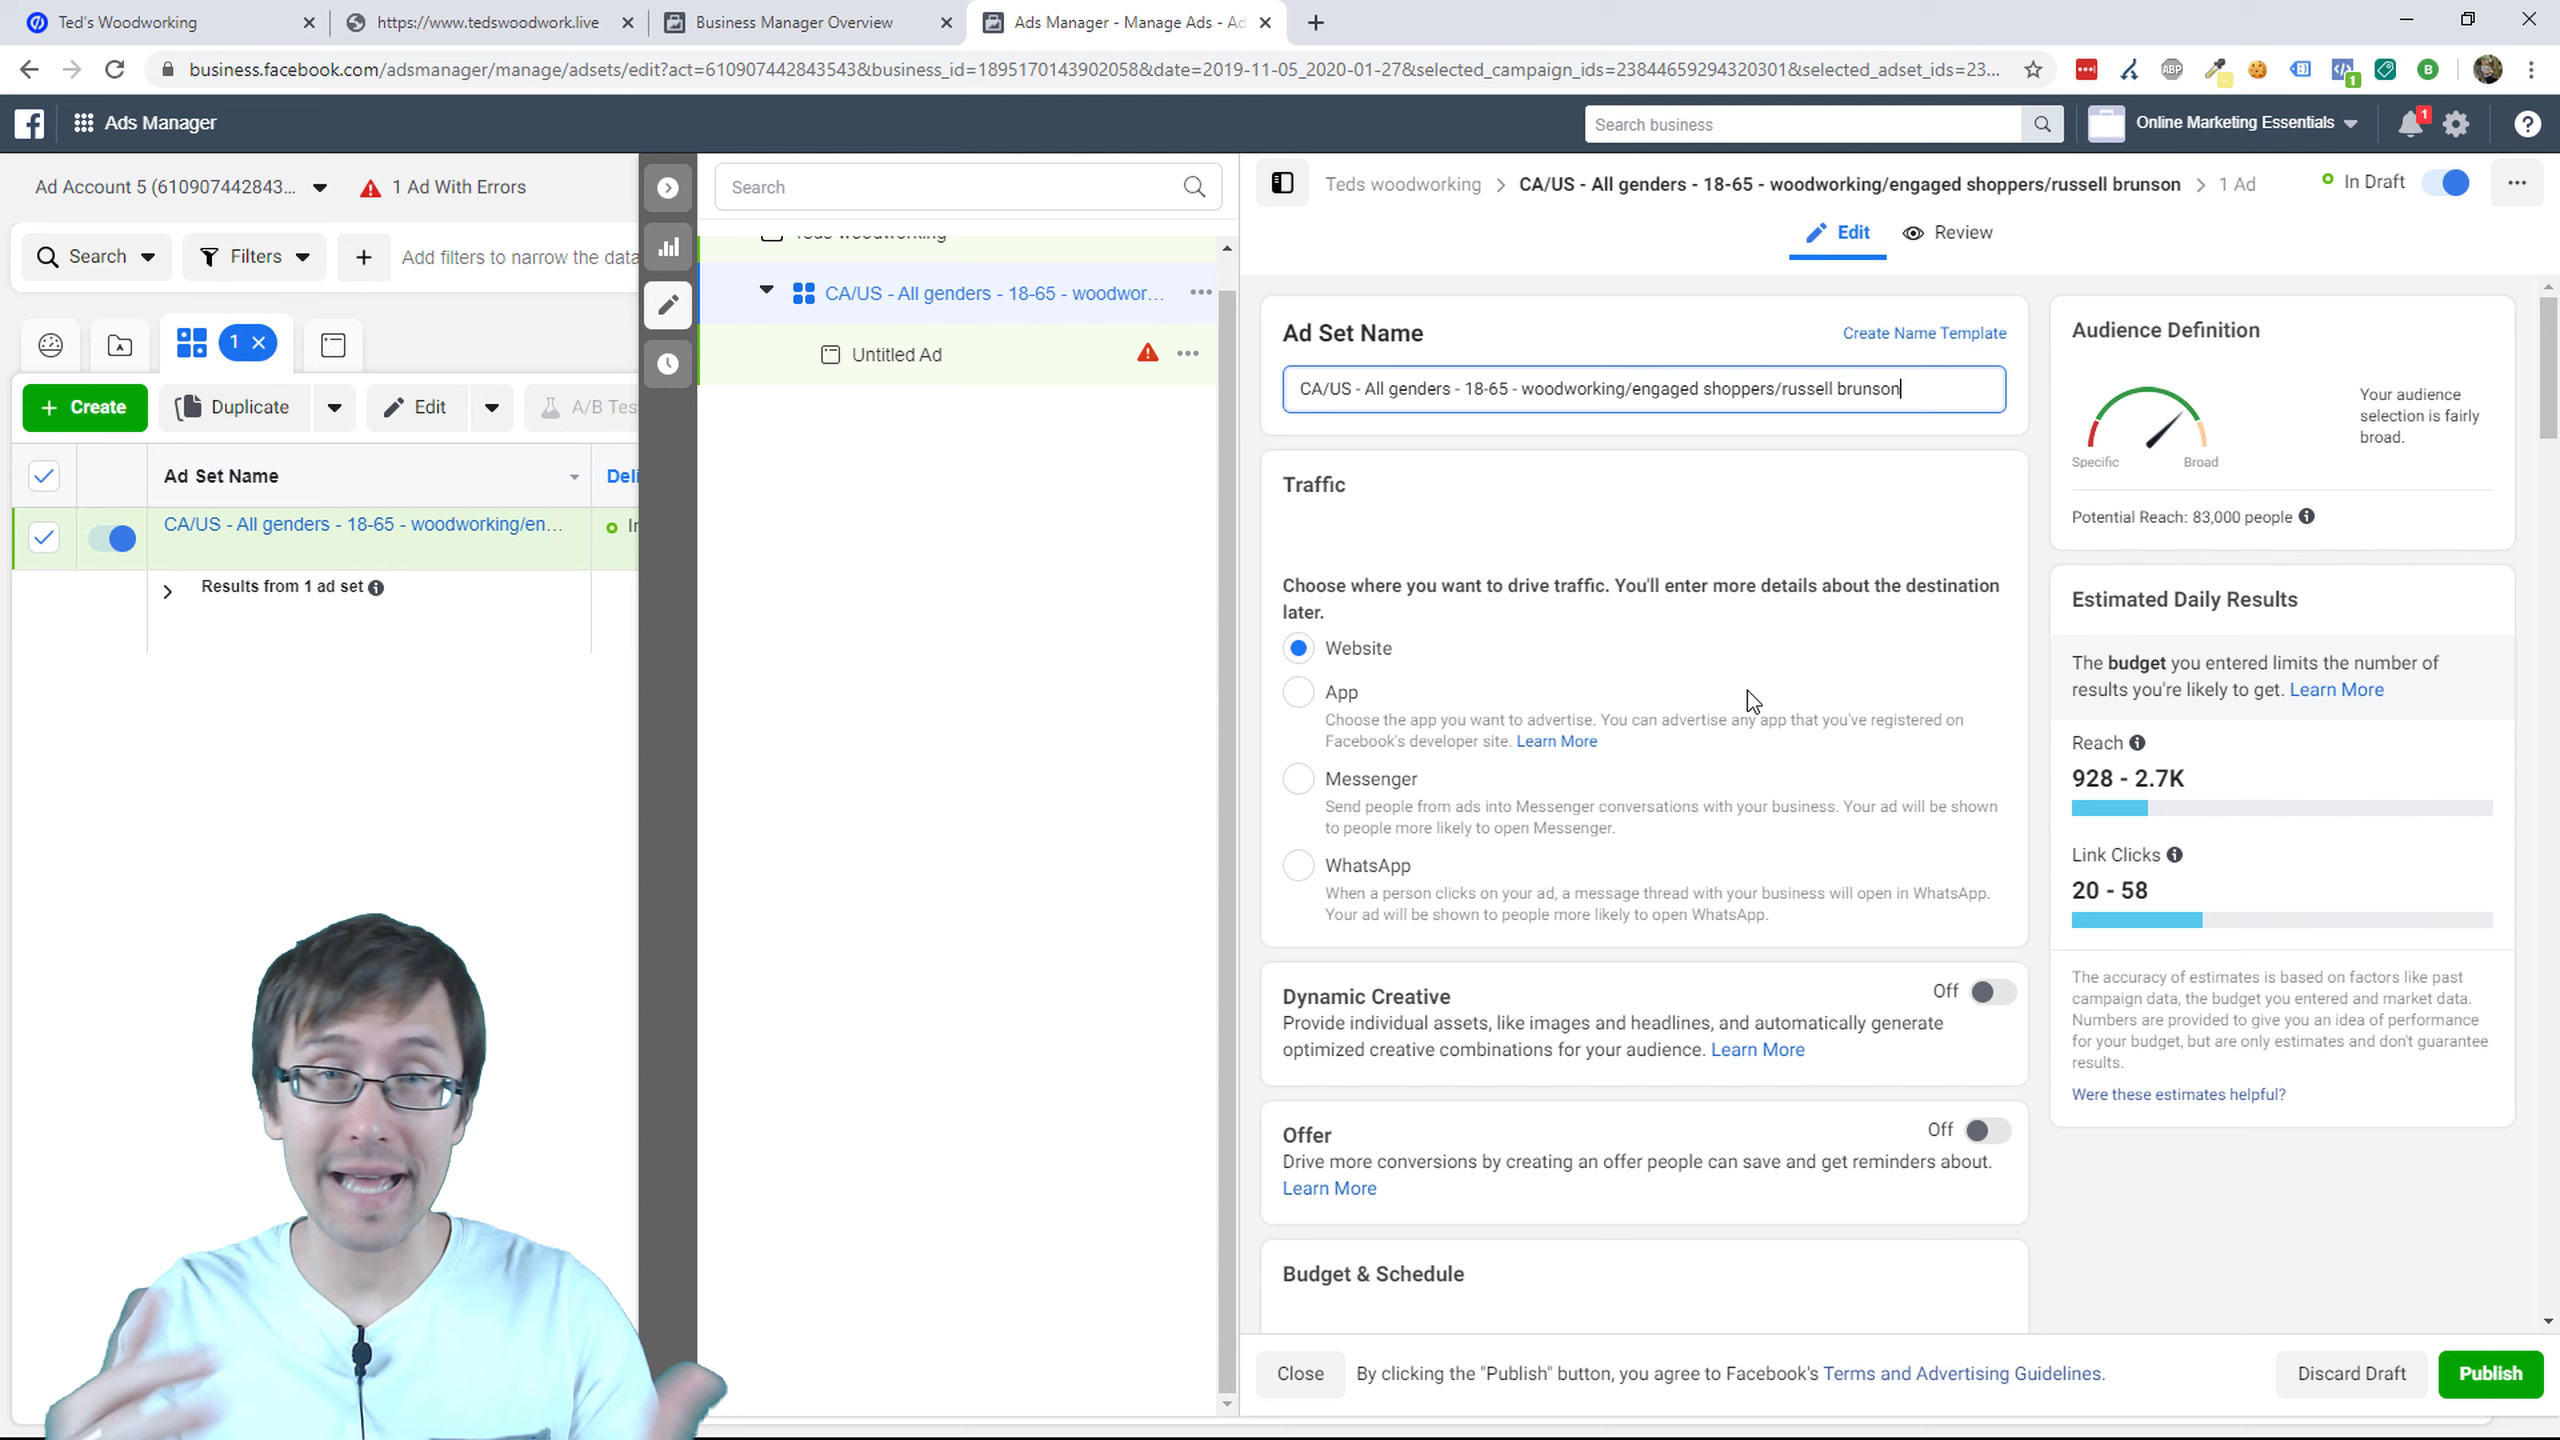 Ted's Woodworking
https://www.tedswoodwork.live
Business Manager Overview
Ads Manager - Manage Ads - Ad
business.facebook.com/adsmanager/manage/adsets/edit?act=610907442843543&business_id=1895170143902058&date=2019-11-05_2020-01-27&selected_campaign_ids=23844659294320301&selected_adset_ids=23...
ABP
1
B
Ads Manager
Search business
Online Marketing Essentials
1
Ad Account 5 (610907442843...
1 Ad With Errors
Search
Filters
Add filters to narrow the data
1
Create
Duplicate
Edit
A/B Tes
Ad Set Name
Deli
CA/US - All genders - 18-65 - woodworking/en...
Results from 1 ad set
Search
Teds woodworking
CA/US - All genders - 18-65 - woodwor...
Untitled Ad
Teds woodworking
CA/US - All genders - 18-65 - woodworking/engaged shoppers/russell brunson
1 Ad
In Draft
Edit
Review
Ad Set Name
Create Name Template
CA/US - All genders - 18-65 - woodworking/engaged shoppers/russell brunson
Traffic
Choose where you want to drive traffic. You'll enter more details about the destination
later.
Website
App
Choose the app you want to advertise. You can advertise any app that you've registered on
Facebook's developer site. Learn More
Messenger
Send people from ads into Messenger conversations with your business. Your ad will be shown
to people more likely to open Messenger.
WhatsApp
When a person clicks on your ad, a message thread with your business will open in WhatsApp.
Your ad will be shown to people more likely to open WhatsApp.
Dynamic Creative
Off
Provide individual assets, like images and headlines, and automatically generate
optimized creative combinations for your audience. Learn More
Offer
Off
Drive more conversions by creating an offer people can save and get reminders about.
Learn More
Budget & Schedule
Audience Definition
Your audience
selection is fairly
broad.
Specific
Broad
Potential Reach: 83,000 people
Estimated Daily Results
The budget you entered limits the number of
results you're likely to get. Learn More
Reach
928 - 2.7K
Link Clicks
20 - 58
The accuracy of estimates is based on factors like past
campaign data, the budget you entered and market data.
Numbers are provided to give you an idea of performance
for your budget, but are only estimates and don't guarantee
results.
Were these estimates helpful?
Close
By clicking the "Publish" button, you agree to Facebook's Terms and Advertising Guidelines.
Discard Draft
Publish